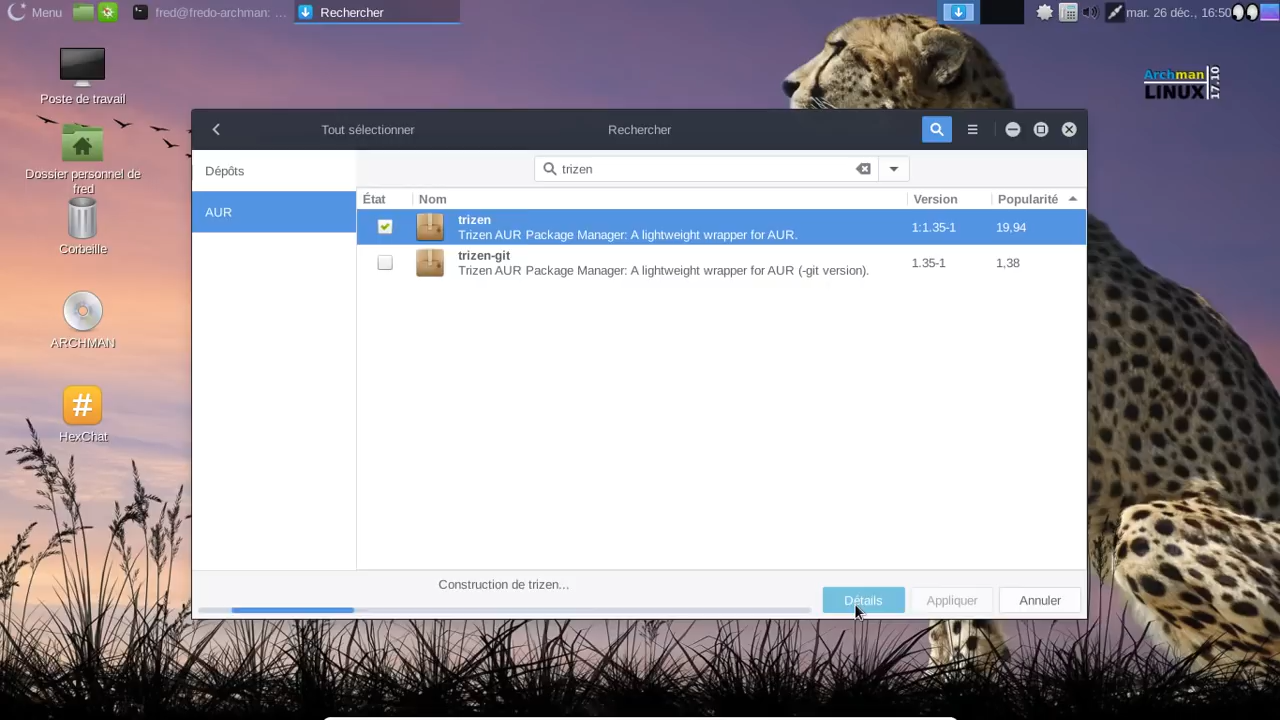 Menu
fred@fredo-archman: ...
Rechercher
mar. 26 déc., 16:50
Poste de travail
Dossier personnel de
fred
Corbeille
ARCHMAN
#
HexChat
Archman
LINUX
17.10
Tout sélectionner
Rechercher
Dépôts
AUR
trizen
État
Nom
Version
Popularité
trizen
Trizen AUR Package Manager: A lightweight wrapper for AUR.
1:1.35-1
19,94
trizen-git
Trizen AUR Package Manager: A lightweight wrapper for AUR (-git version).
1.35-1
1,38
Construction de trizen...
Détails
Appliquer
Annuler